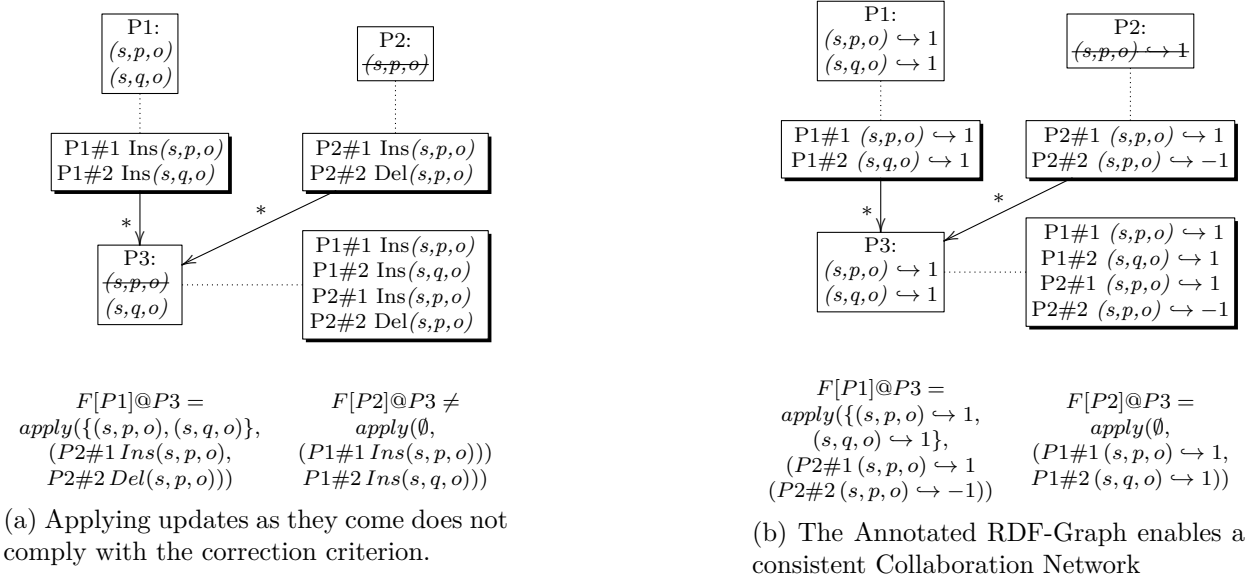 P1:
(s,p,o)
(s,q,o)
P2:
(s,p,o)
P1#1 Ins(s,p,o)
P1#2 Ins(s,q,o)
P2#1 Ins(s,p,o)
P2#2 Del(s,p,o)
*
*
P3:
(s,p,o)
(s,q,o)
P1#1 Ins(s,p,o)
P1#2 Ins(s,q,o)
P2#1 Ins(s,p,o)
P2#2 Del(s,p,o)
F[P1]@P3 =
apply({(s, p, o), (s, q, o)},
(P2#1 Ins(s, p, o),
P2#2 Del(s, p, o)))
F[P2]@P3 ≠
apply(∅,
(P1#1 Ins(s, p, o)))
P1#2 Ins(s, q, o)))
(a) Applying updates as they come does not
comply with the correction criterion.
P1:
(s,p,o) ↪ 1
(s,q,o) ↪ 1
P2:
(s,p,o) ↪ 1
P1#1 (s,p,o) ↪ 1
P1#2 (s,q,o) ↪ 1
P2#1 (s,p,o) ↪ 1
P2#2 (s,p,o) ↪ −1
*
*
P3:
(s,p,o) ↪ 1
(s,q,o) ↪ 1
P1#1 (s,p,o) ↪ 1
P1#2 (s,q,o) ↪ 1
P2#1 (s,p,o) ↪ 1
P2#2 (s,p,o) ↪ −1
F[P1]@P3 =
apply({(s, p, o) ↪ 1,
(s, q, o) ↪ 1},
(P2#1 (s, p, o) ↪ 1
(P2#2 (s, p, o) ↪ −1))
F[P2]@P3 =
apply(∅,
(P1#1 (s, p, o) ↪ 1,
P1#2 (s, q, o) ↪ 1))
(b) The Annotated RDF-Graph enables a
consistent Collaboration Network